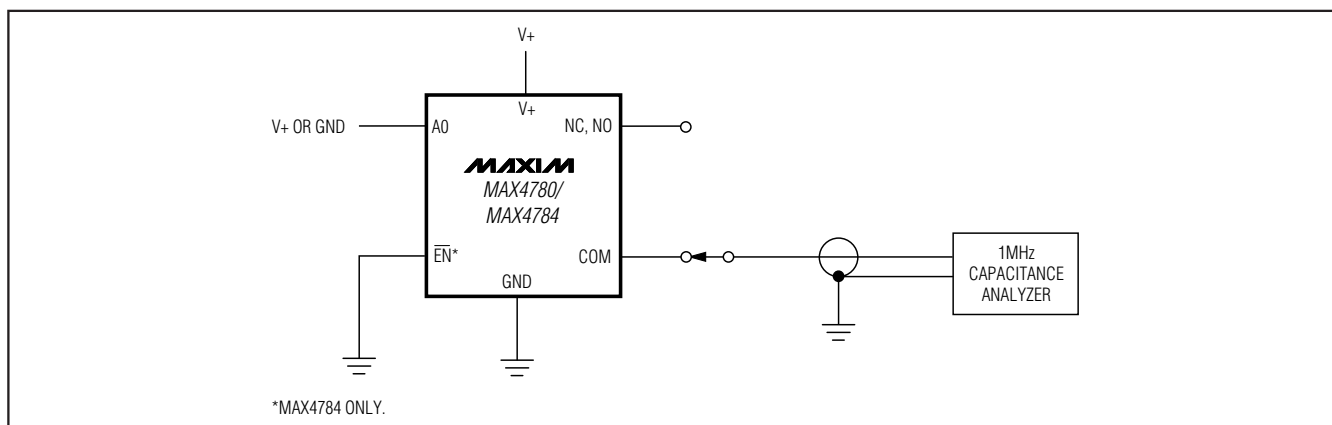 V+
V+
V+ OR GND
A0
NC, NO
MAXIM
MAX4780/
MAX4784
EN*
COM
GND
1MHz
CAPACITANCE
ANALYZER
*MAX4784 ONLY.